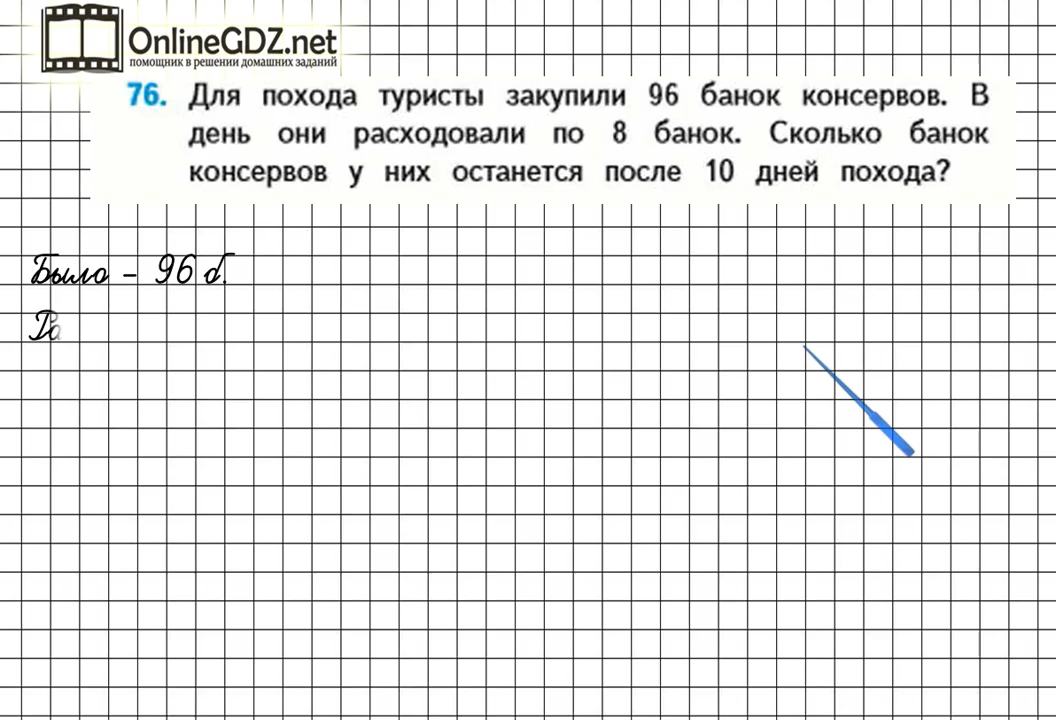 OnlineGDZ.net
помощник в решении домашних заданий
76. Для похода туристы закупили 96 банок консервов. В
день они расходовали по 8 банок. Сколько банок
консервов у них останется после 10 дней похода?
Было - 96 б.
Ра